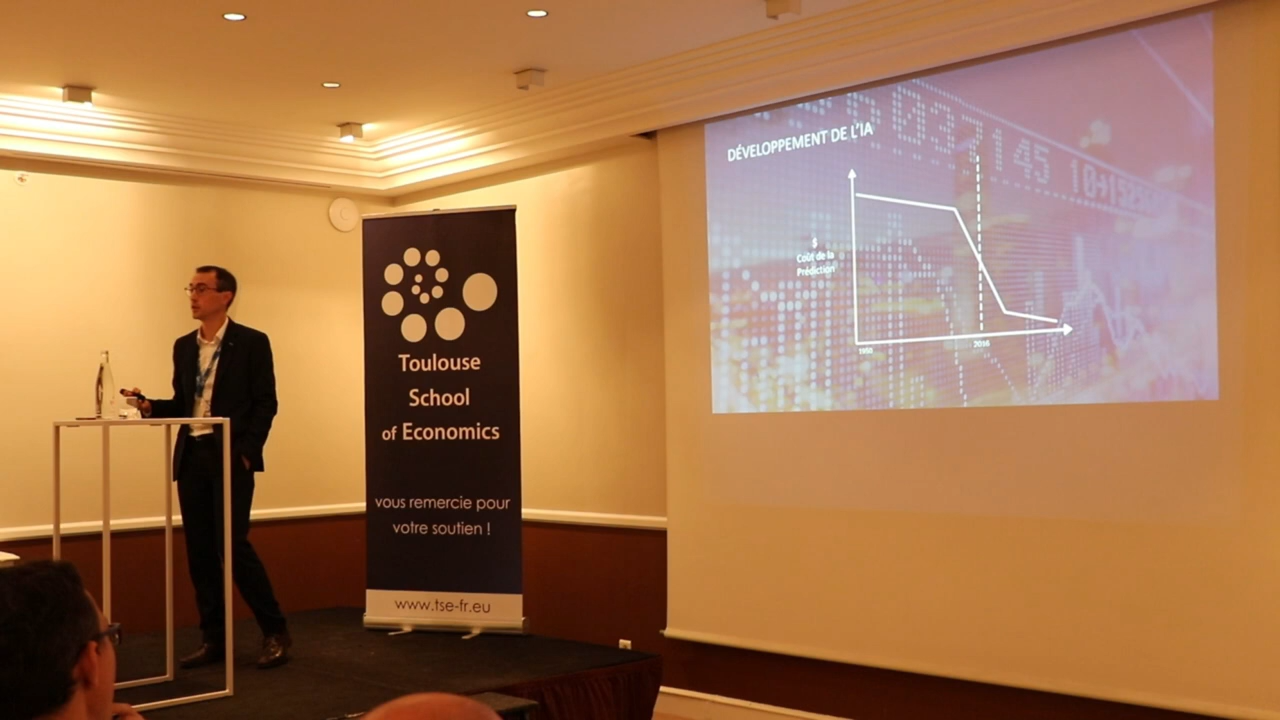 Toulouse
School
of Economics
vous remercie pour
votre soutien !
www.tse-fr.eu
DÉVELOPPEMENT DE L'IA
$
Coût de la
Prédiction
1950
2016